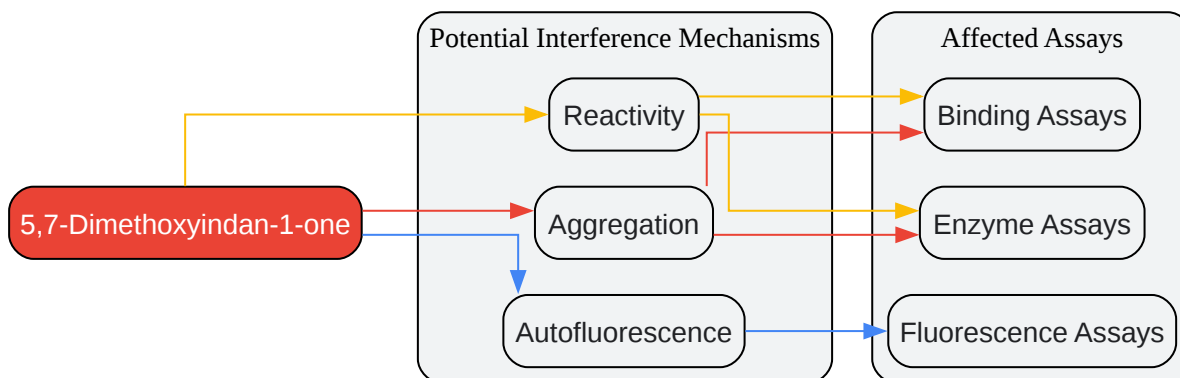 Potential Interference Mechanisms
Affected Assays
Reactivity
Binding Assays
5,7-Dimethoxyindan-1-one
Aggregation
Enzyme Assays
Autofluorescence
Fluorescence Assays